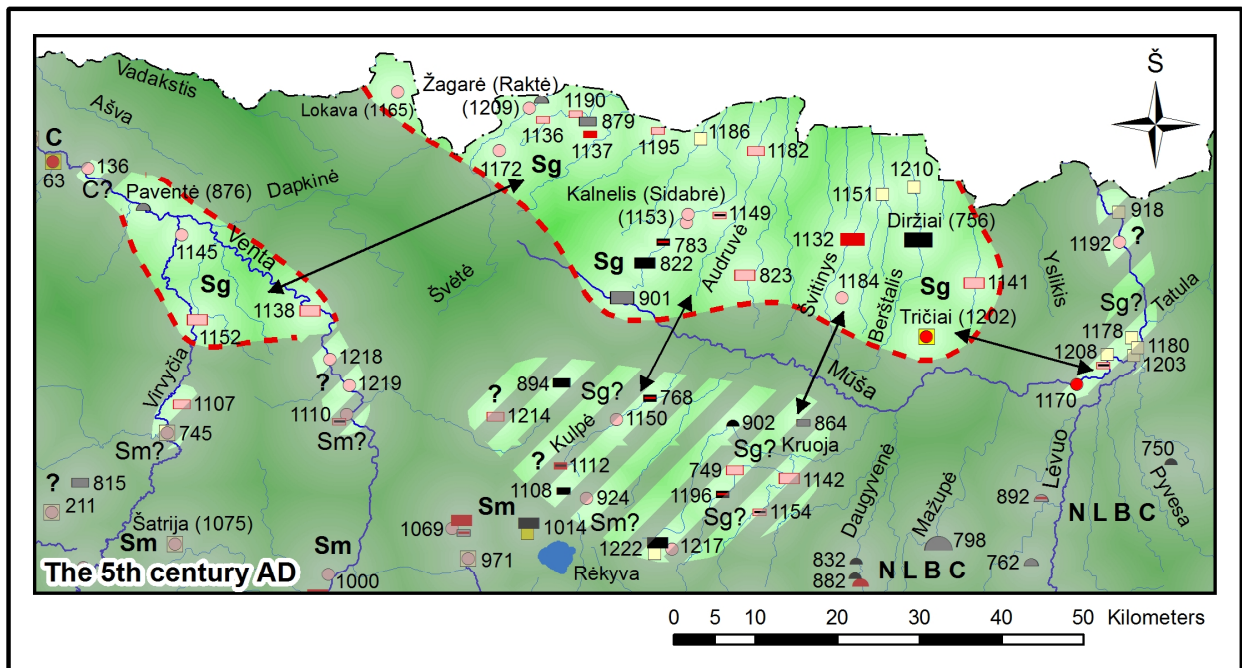 Š
Vadakstis
Ašva
Lokava (1165)
Žagarė (Raktė)
(1209)
1190
1136
879
1137
1195
1186
1182
1172
Sg
C
63
136
C?
Paventė (876)
Dapkinė
1145
Venta
Sg
1138
1152
Švėtė
Kalnelis (Sidabrė)
(1153)
1149
783
Sg
822
Audruvė
901
823
1151
1210
1132
Diržiai (756)
Švitinys
1184
Berštalis
Sg
1141
Tričiai (1202)
Yslikis
918
1192
?
Sg?
Tatula
1178
1180
1208
1203
1170
Mūša
Virvyčia
1218
?
1219
1110
Sm?
1107
745
Sm?
894
Sg?
768
?
1214
Kulpė
1150
902
864
Sg?
Kruoja
?
1112
749
1142
1108
924
1196
Sg?
1154
Sm?
1222
1217
?
815
211
Šatrija (1075)
Sm
Sm
1000
Sm
1069
1014
971
Rėkyva
Daugyvenė
Mažupė
Lėvuo
Pyvesa
750
892
N L B C
798
832
882
N L B C
762
The 5th century AD
0 5 10 20 30 40 50 Kilometers